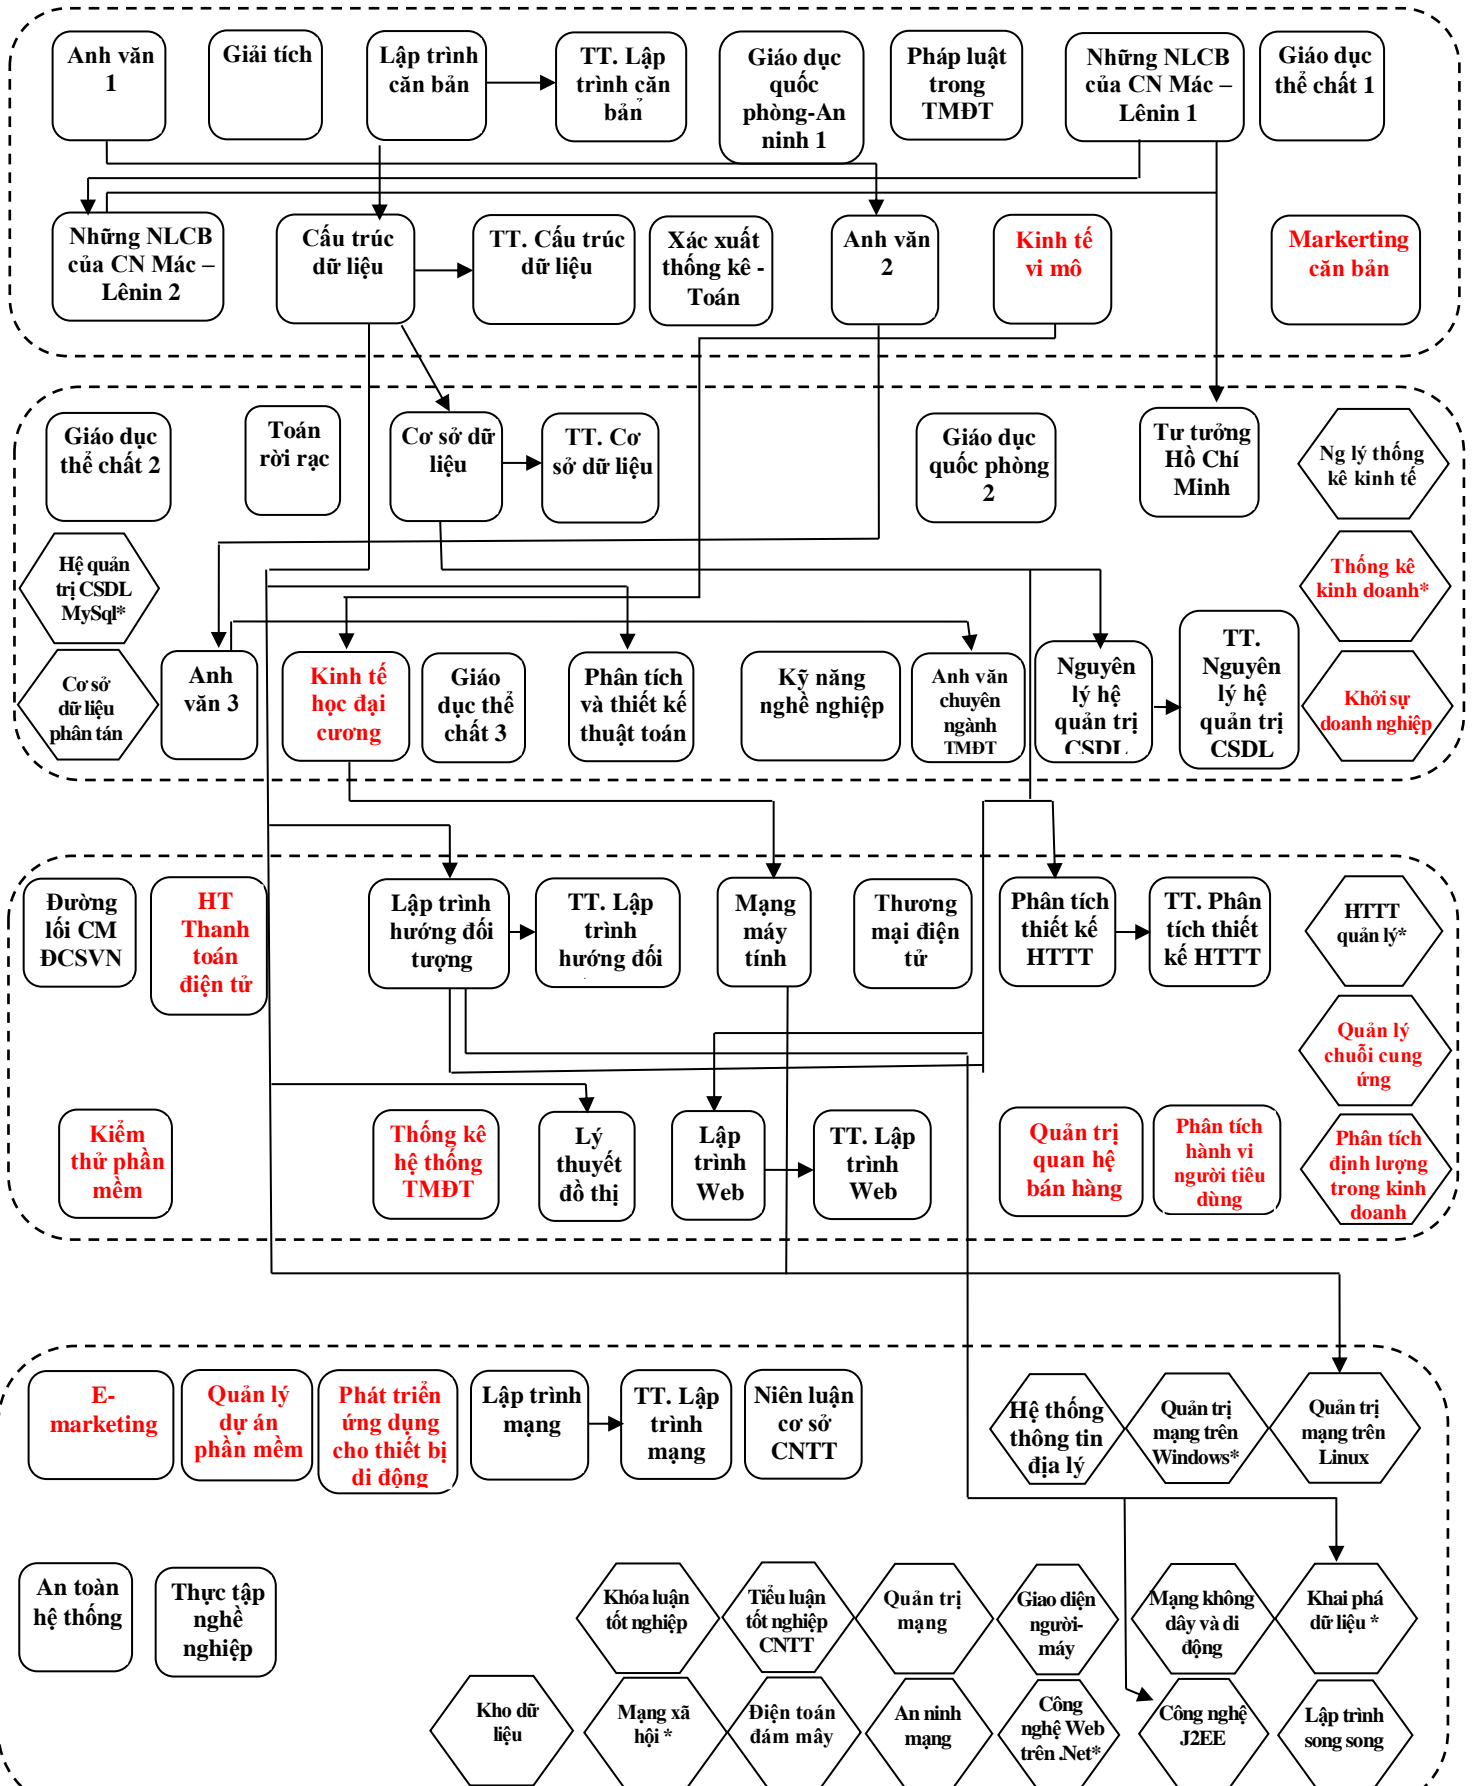 Anh văn
1
Giải tích
Lập trình
căn bản
TT. Lập
trình căn
bản
Giáo dục
quốc
phòng-An
ninh 1
Pháp luật
trong
TMĐT
Những NLCB
của CN Mác –
Lênin 1
Giáo dục
thể chất 1
Những NLCB
của CN Mác –
Lênin 2
Cấu trúc
dữ liệu
TT. Cấu trúc
dữ liệu
Xác xuất
thống kê -
Toán
Anh văn
2
Kinh tế
vi mô
Markerting
căn bản
Giáo dục
thể chất 2
Toán
rời rạc
Cơ sở dữ
liệu
TT. Cơ
sở dữ liệu
Giáo dục
quốc phòng
2
Tư tưởng
Hồ Chí
Minh
Ng lý thống
kê kinh tế
Hệ quản
trị CSDL
MySql*
Thống kê
kinh doanh*
Cơ sở
dữ liệu
phân tán
Anh
văn 3
Kinh tế
học đại
cương
Giáo
dục thể
chất 3
Phân tích
và thiết kế
thuật toán
Kỹ năng
nghề nghiệp
Anh văn
chuyên
ngành
TMĐT
Nguyên
lý hệ
quản trị
CSDL
TT.
Nguyên
lý hệ
quản trị
CSDL
Khởi sự
doanh nghiệp
Đường
lối CM
ĐCSVN
HT
Thanh
toán
điện tử
Lập trình
hướng đối
tượng
TT. Lập
trình
hướng đối
Mạng
máy
tính
Thương
mại điện
tử
Phân tích
thiết kế
HTTT
TT. Phân
tích thiết
kế HTTT
HTTT
quản lý*
Quản lý
chuỗi cung
ứng
Kiểm
thử phần
mềm
Thống kê
hệ thống
TMĐT
Lý
thuyết
đồ thị
Lập
trình
Web
TT. Lập
trình
Web
Quản trị
quan hệ
bán hàng
Phân tích
hành vi
người tiêu
dùng
Phân tích
định lượng
trong kinh
doanh
E-
marketing
Quản lý
dự án
phần mềm
Phát triển
ứng dụng
cho thiết bị
di động
Lập trình
mạng
TT. Lập
trình
mạng
Niên luận
cơ sở
CNTT
Hệ thống
thông tin
địa lý
Quản trị
mạng trên
Windows*
Quản trị
mạng trên
Linux
An toàn
hệ thống
Thực tập
nghề
nghiệp
Khóa luận
tốt nghiệp
Tiểu luận
tốt nghiệp
CNTT
Quản trị
mạng
Giao diện
người-
máy
Mạng không
dây và di
động
Khai phá
dữ liệu *
Kho dữ
liệu
Mạng xã
hội *
Điện toán
đám mây
An ninh
mạng
Công
nghệ Web
trên .Net*
Công nghệ
J2EE
Lập trình
song song